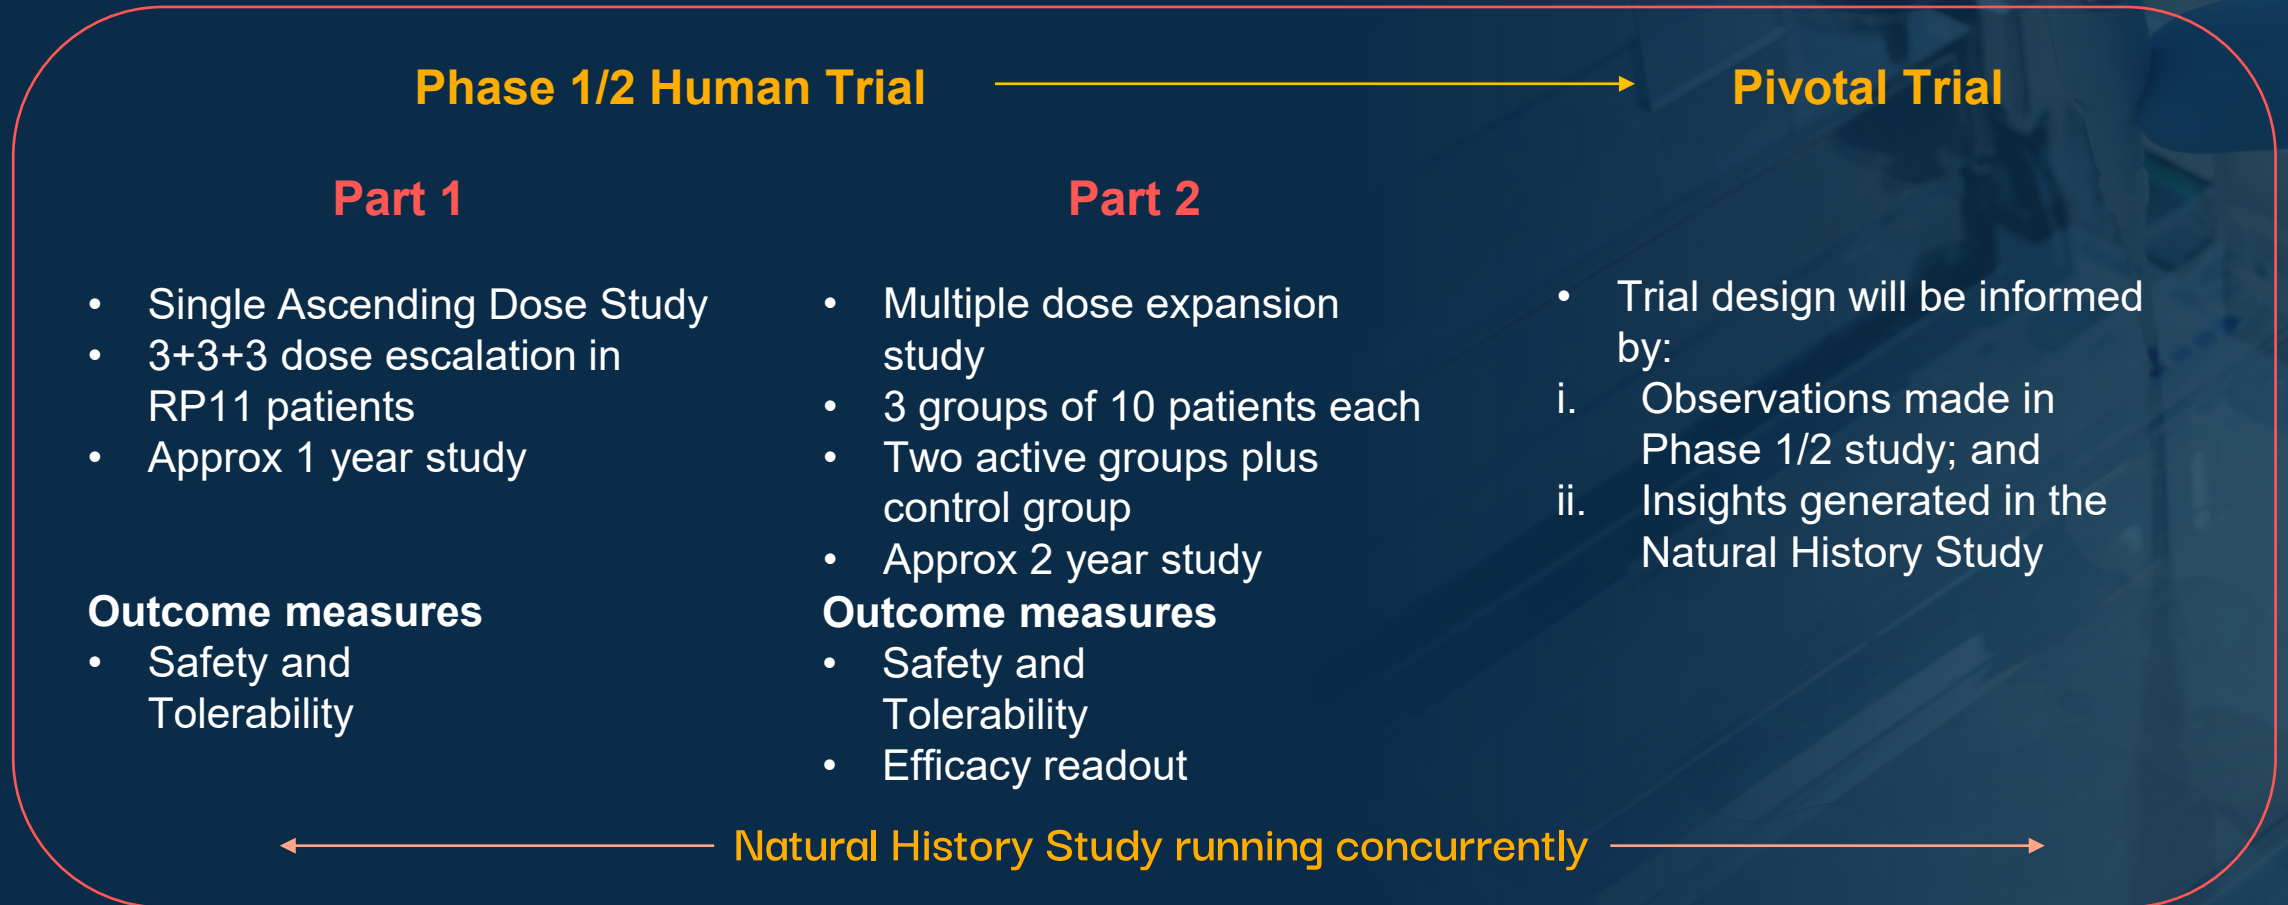 Phase 1/2 Human Trial
Pivotal Trial
Part 1
• Single Ascending Dose Study
• 3+3+3 dose escalation in
RP11 patients
• Approx 1 year study
Outcome measures
• Safety and
Tolerability
Part 2
• Multiple dose expansion
study
• 3 groups of 10 patients each
• Two active groups plus
control group
• Approx 2 year study
Outcome measures
• Safety and
Tolerability
• Efficacy readout
• Trial design will be informed
by:
i. Observations made in
Phase 1/2 study; and
ii. Insights generated in the
Natural History Study
Natural History Study running concurrently